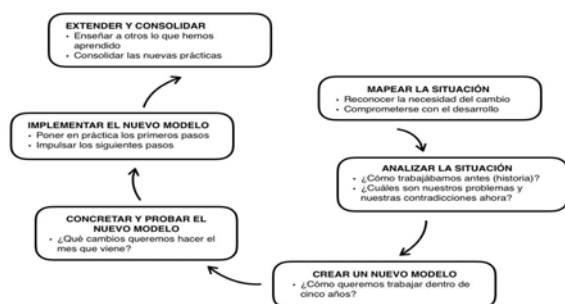 EXTENDER Y CONSOLIDAR
• Enseñar a otros lo que hemos
aprendido
• Consolidar las nuevas prácticas
MAPEAR LA SITUACIÓN
• Reconocer la necesidad del cambio
• Comprometerse con el desarrollo
IMPLEMENTAR EL NUEVO MODELO
• Poner en práctica los primeros pasos
• Impulsar los siguientes pasos
ANALIZAR LA SITUACIÓN
• ¿Cómo trabajábamos antes (historia)?
• ¿Cuáles son nuestros problemas y
nuestras contradicciones ahora?
CONCRETAR Y PROBAR EL
NUEVO MODELO
• ¿Qué cambios queremos hacer el
mes que viene?
CREAR UN NUEVO MODELO
• ¿Cómo queremos trabajar dentro de
cinco años?